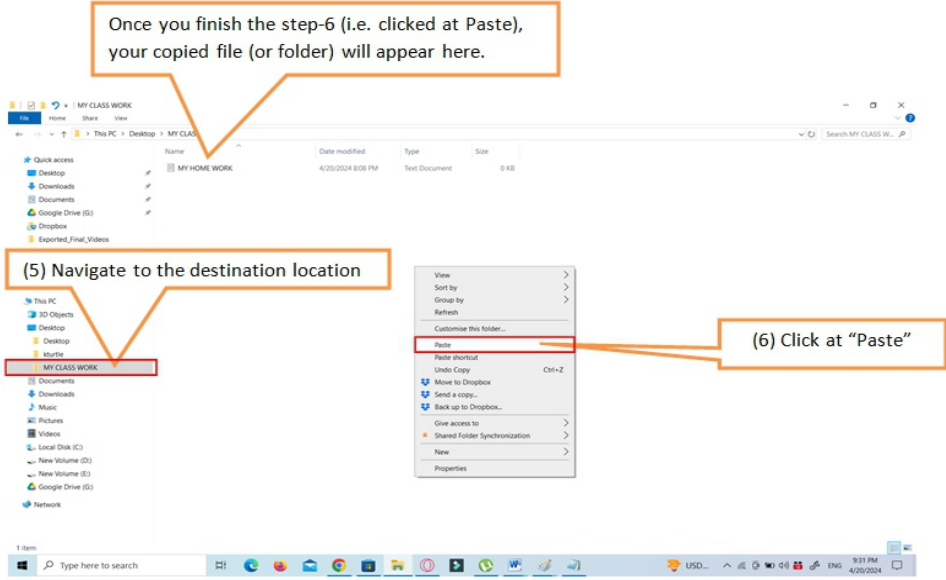 Once you finish the step-6 (i.e. clicked at Paste),
your copied file (or folder) will appear here.
MY CLASS WORK
File Home Share View
This PC > Desktop > MY CLAS
Search MY CLASS W...
Name Date modified Type Size
Quick access
MY HOME WORK 4/20/2024 8:08 PM Text Document 0 KB
Desktop
Downloads
Documents
Google Drive (G:)
Dropbox
Exported_Final_Videos
(5) Navigate to the destination location
This PC
3D Objects
Desktop
Desktop
kturtle
MY CLASS WORK
Documents
Downloads
Music
Pictures
Videos
Local Disk (C:)
New Volume (D:)
New Volume (E:)
Google Drive (G:)
Network
View
Sort by
Group by
Refresh
Customise this folder...
Paste
Paste shortcut
Undo Copy Ctrl+Z
Move to Dropbox
Send a copy...
Back up to Dropbox...
Give access to
Shared Folder Synchronization
New
Properties
(6) Click at “Paste”
1 item
Type here to search
USD...
ENG
9:31 PM
4/20/2024